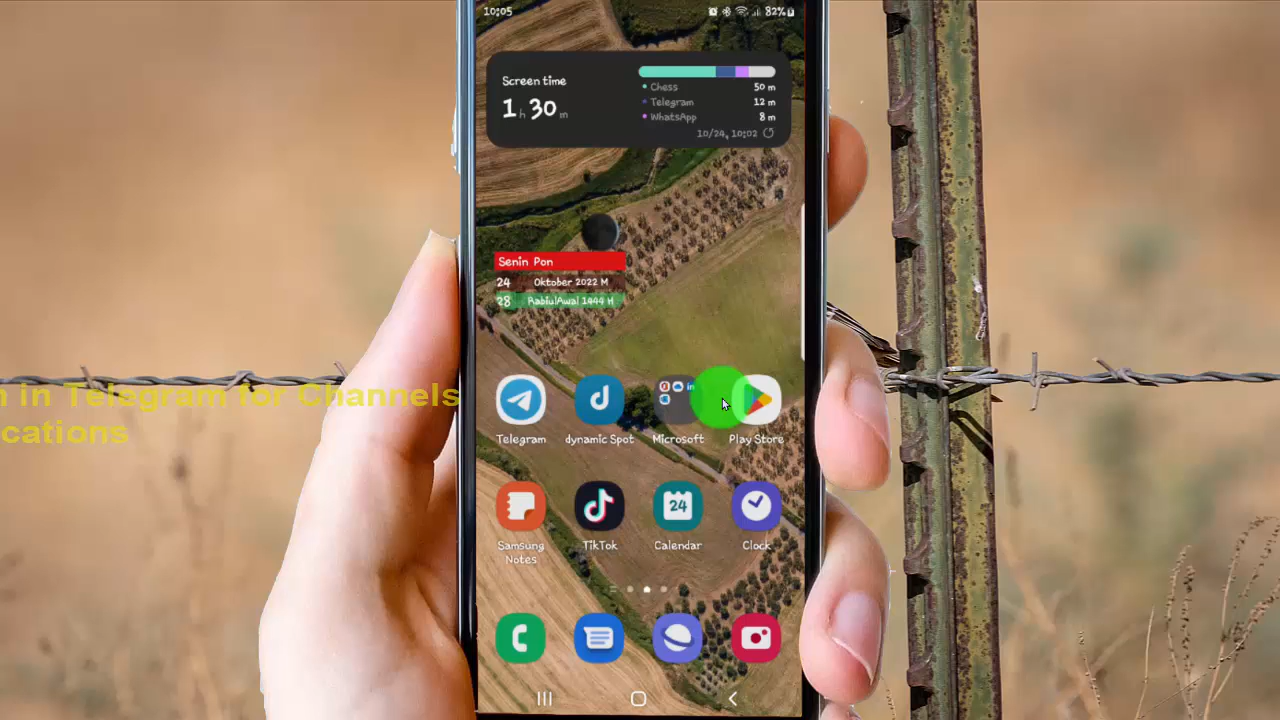 10:05
82%
Screen time
1 h 30 m
Chess 50 m
Telegram 12 m
WhatsApp 8 m
10/24, 10:02
Senin Pon
24 Oktober 2022 M
28 RabiulAwal 1444 H
in Telegram for Channels
cations
in
Telegram dynamic Spot Microsoft Play Store
24
Samsung Notes TikTok Calendar Clock